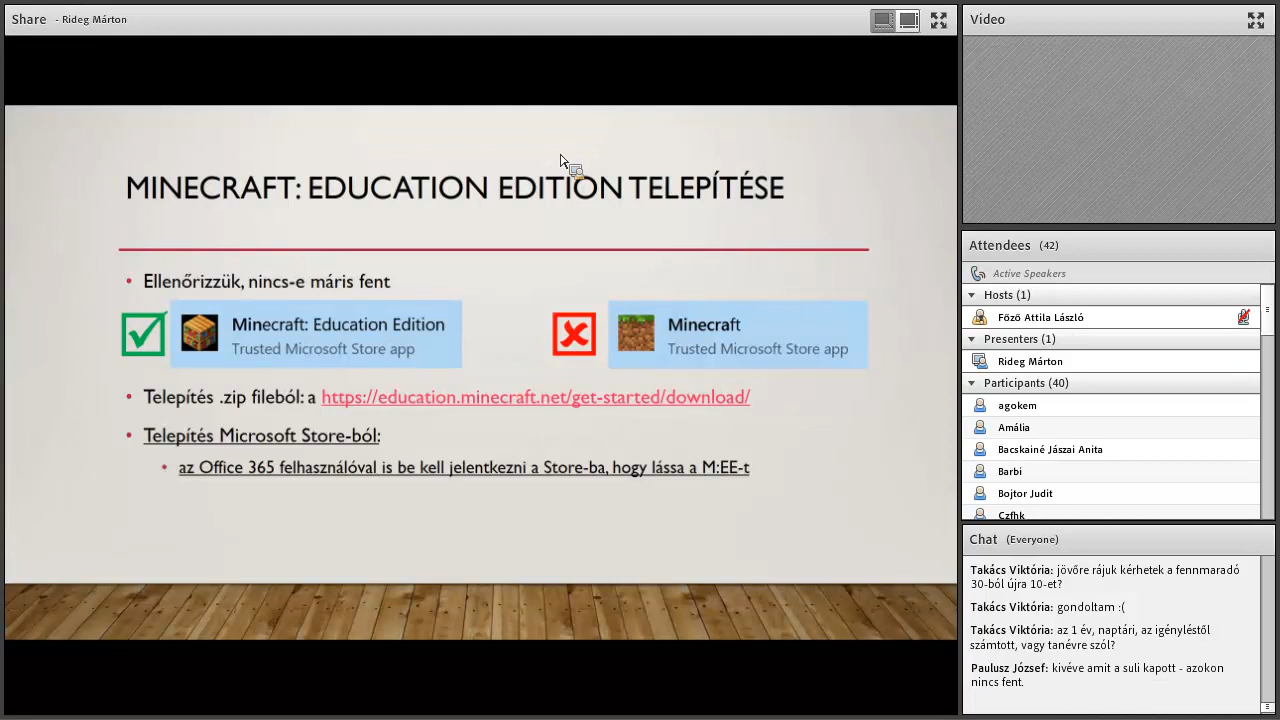 Share - Rideg Márton
MINECRAFT: EDUCATION EDITION TELEPÍTÉSE
• Ellenőrizzük, nincs-e máris fent
Minecraft: Education Edition
Trusted Microsoft Store app
Minecraft
Trusted Microsoft Store app
• Telepítés .zip fileból: a https://education.minecraft.net/get-started/download/
• Telepítés Microsoft Store-ból:
• az Office 365 felhasználóval is be kell jelentkezni a Store-ba, hogy lássa a M:EE-t
Video
Attendees (42)
Active Speakers
Hosts (1)
Főző Attila László
Presenters (1)
Rideg Márton
Participants (40)
agokem
Amália
Bacskainé Jászai Anita
Barbi
Bojtor Judit
Czfhk
Chat (Everyone)
Takács Viktória: jövőre rájuk kérhetek a fennmaradó
30-ból újra 10-et?
Takács Viktória: gondoltam :(
Takács Viktória: az 1 év, naptári, az igényléstől
számtott, vagy tanévre szól?
Paulusz József: kivéve amit a suli kapott - azokon
nincs fent.